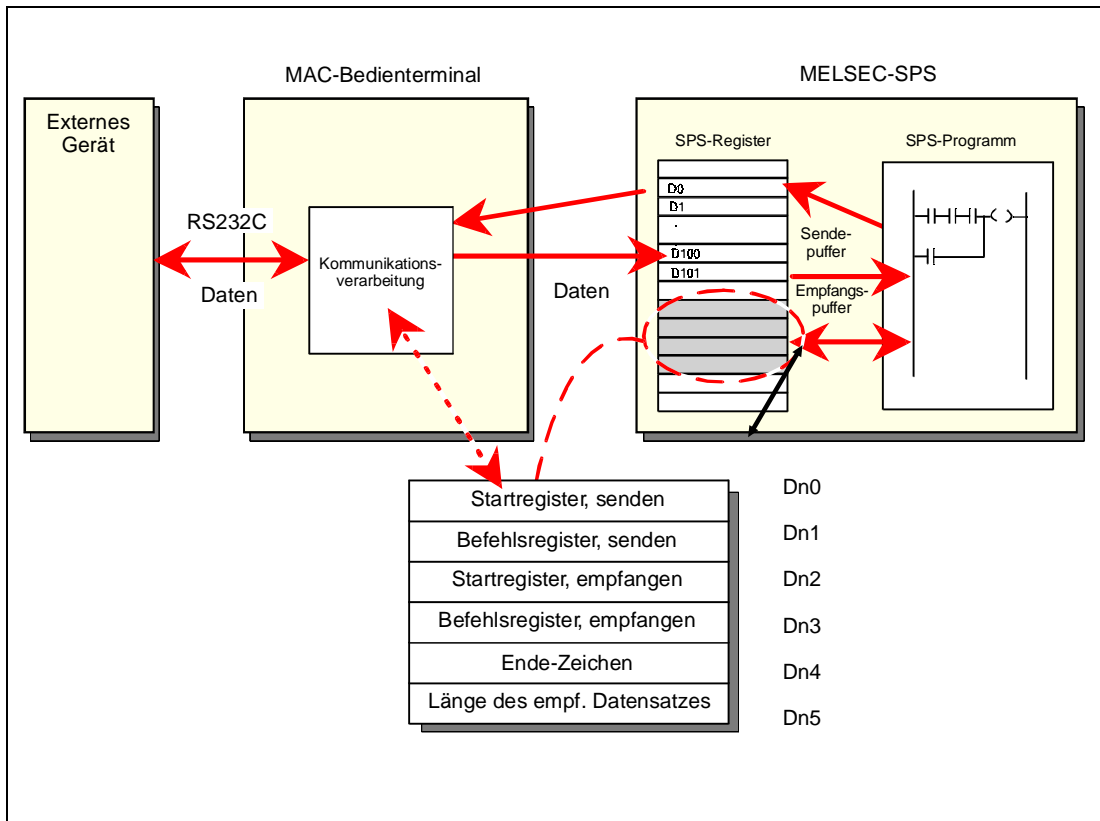 MAC-Bedienterminal
MELSEC-SPS
Externes
Gerät
SPS-Register
SPS-Programm
D0
D1
.
D100
D101
RS232C
Daten
Kommunikations-
verarbeitung
Daten
Sende-
puffer
Empfangs-
puffer
Startregister, senden
Dn0
Befehlsregister, senden
Dn1
Startregister, empfangen
Dn2
Befehlsregister, empfangen
Dn3
Ende-Zeichen
Dn4
Länge des empf. Datensatzes
Dn5